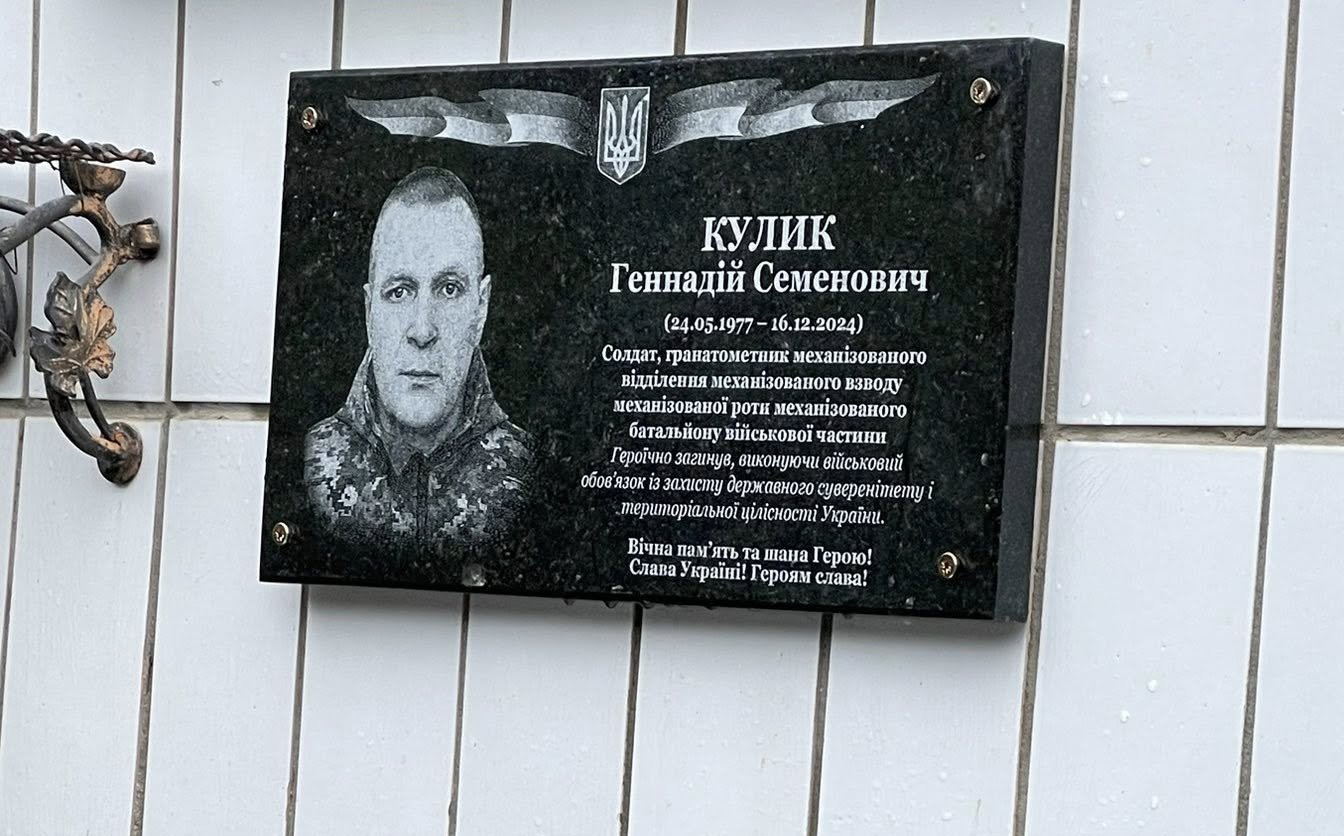 КУЛИК
Геннадій Семенович
(24.05.1977 – 16.12.2024)
Солдат, гранатометник механізованого
відділення механізованого взводу
механізованої роти механізованого
батальйону військової частини
Героїчно загинув, виконуючи військовий
обов'язок із захисту державного суверенітету і
територіальної цілісності України.
Вічна пам'ять та шана Герою!
Слава Україні! Героям слава!